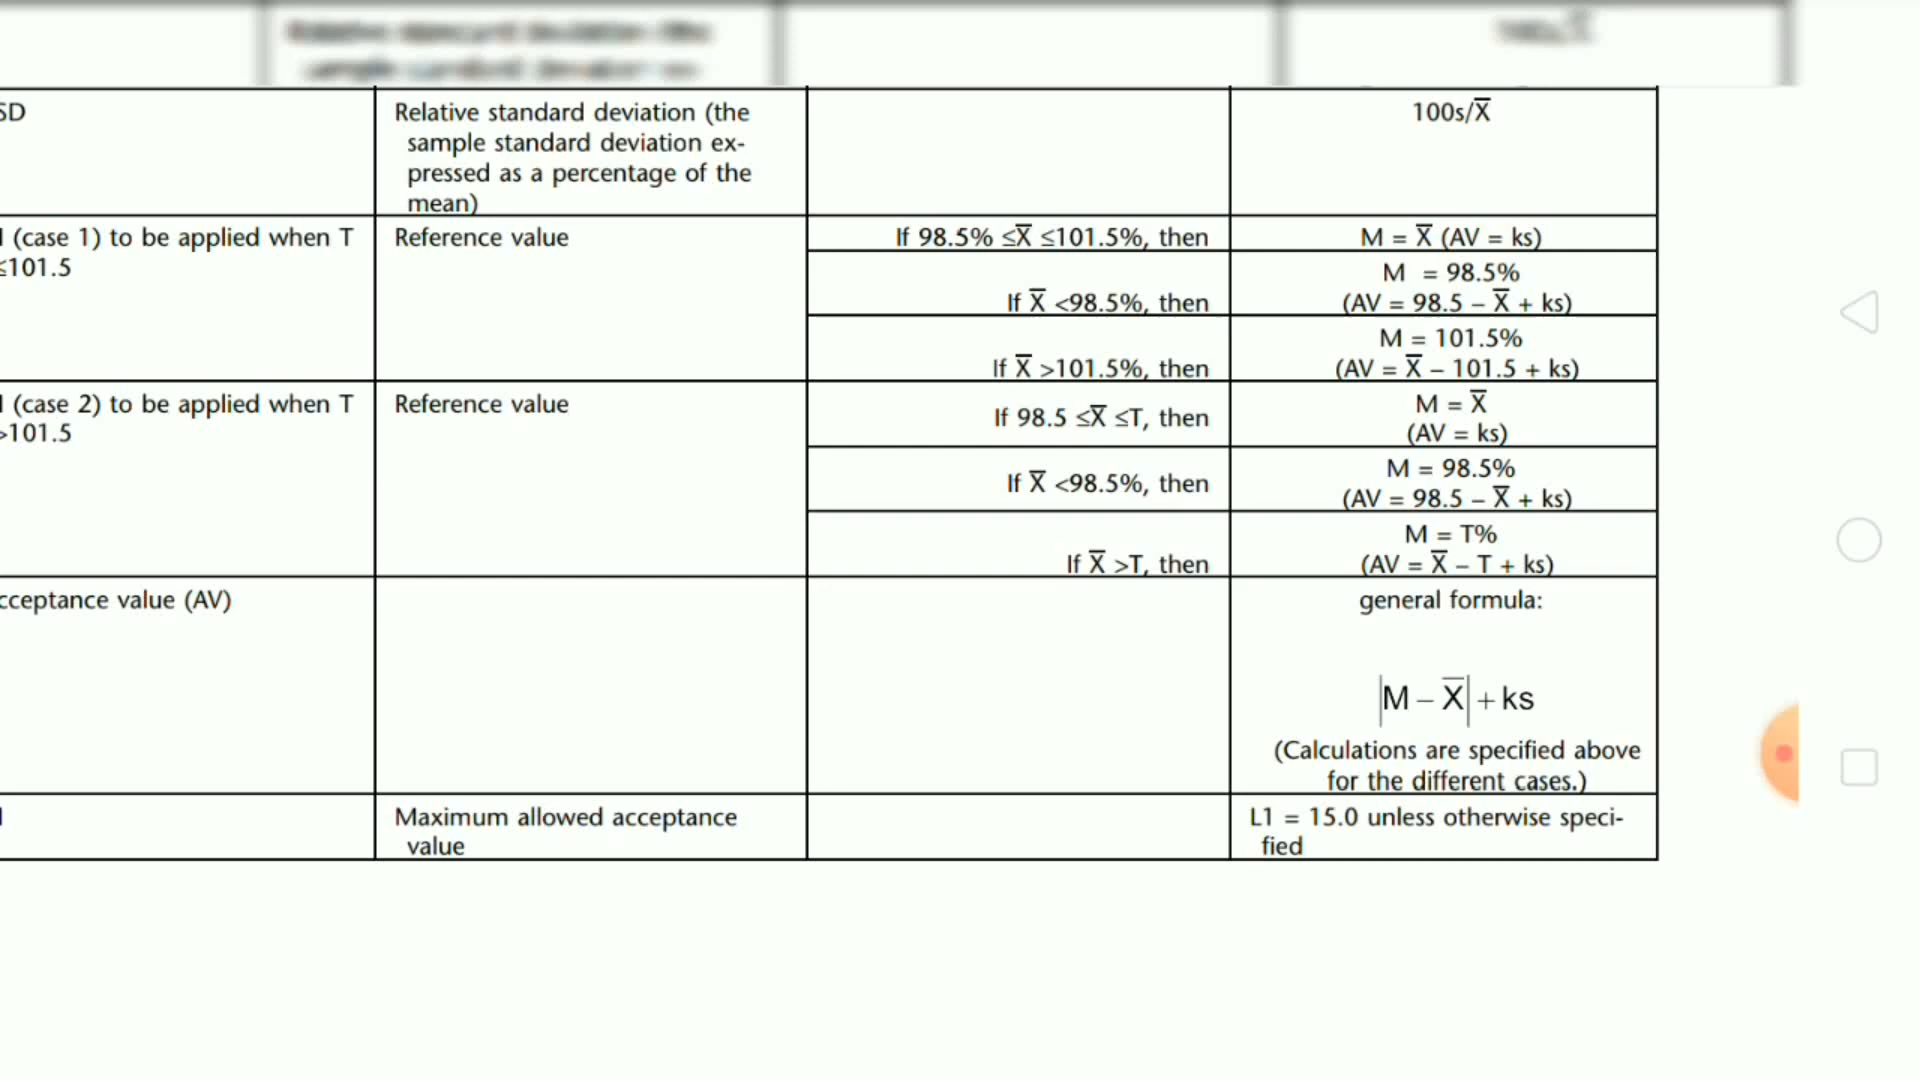 SD
Relative standard deviation (the
sample standard deviation ex-
pressed as a percentage of the
mean)
100s/X̅
(case 1) to be applied when T
≤101.5
Reference value
If 98.5% ≤X̅ ≤101.5%, then
M = X̅ (AV = ks)
If X̅ <98.5%, then
M = 98.5%
(AV = 98.5 – X̅ + ks)
If X̅ >101.5%, then
M = 101.5%
(AV = X̅ – 101.5 + ks)
(case 2) to be applied when T
>101.5
Reference value
If 98.5 ≤X̅ ≤T, then
M = X̅
(AV = ks)
If X̅ <98.5%, then
M = 98.5%
(AV = 98.5 – X̅ + ks)
If X̅ >T, then
M = T%
(AV = X̅ – T + ks)
cceptance value (AV)
general formula:
|M – X̅| + ks
(Calculations are specified above
for the different cases.)
Maximum allowed acceptance
value
L1 = 15.0 unless otherwise speci-
fied